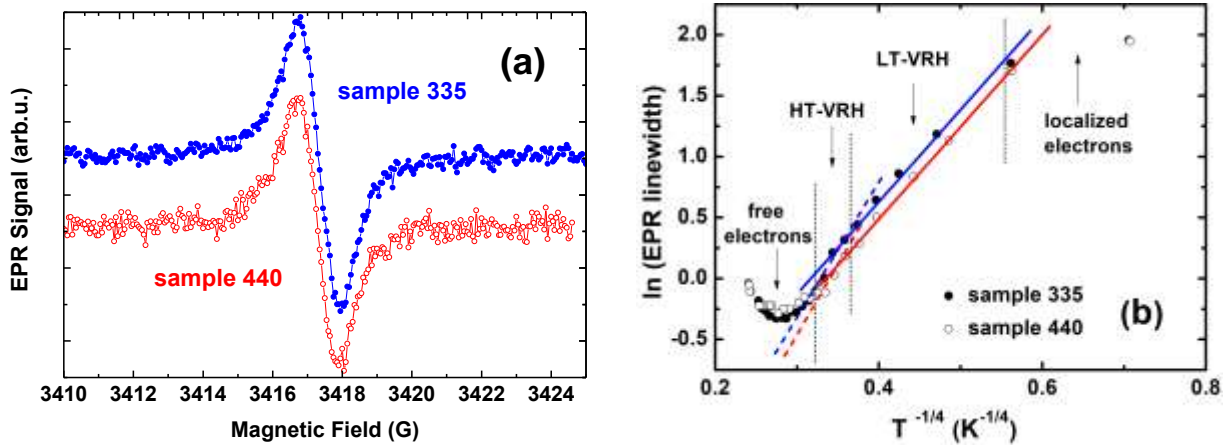 (a)
sample 335
sample 440
EPR Signal (arb.u.)
3410 3412 3414 3416 3418 3420 3422 3424
Magnetic Field (G)
2.0
1.5
1.0
0.5
0.0
-0.5
ln (EPR linewidth)
LT-VRH
HT-VRH
localized
electrons
free
electrons
sample 335
sample 440
(b)
0.2 0.4 0.6 0.8
T -1/4 (K-1/4)